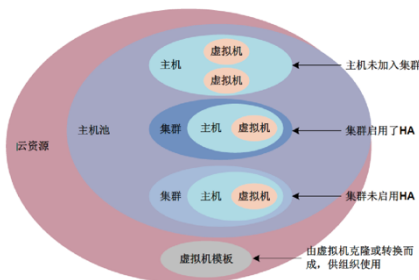 虚拟机
主机
虚拟机
主机未加入集群
集群
主机
虚拟机
集群启用了HA
主机池
云资源
集群
主机
虚拟机
集群未启用HA
虚拟机模板
由虚拟机克隆或转换而
成，供组织使用